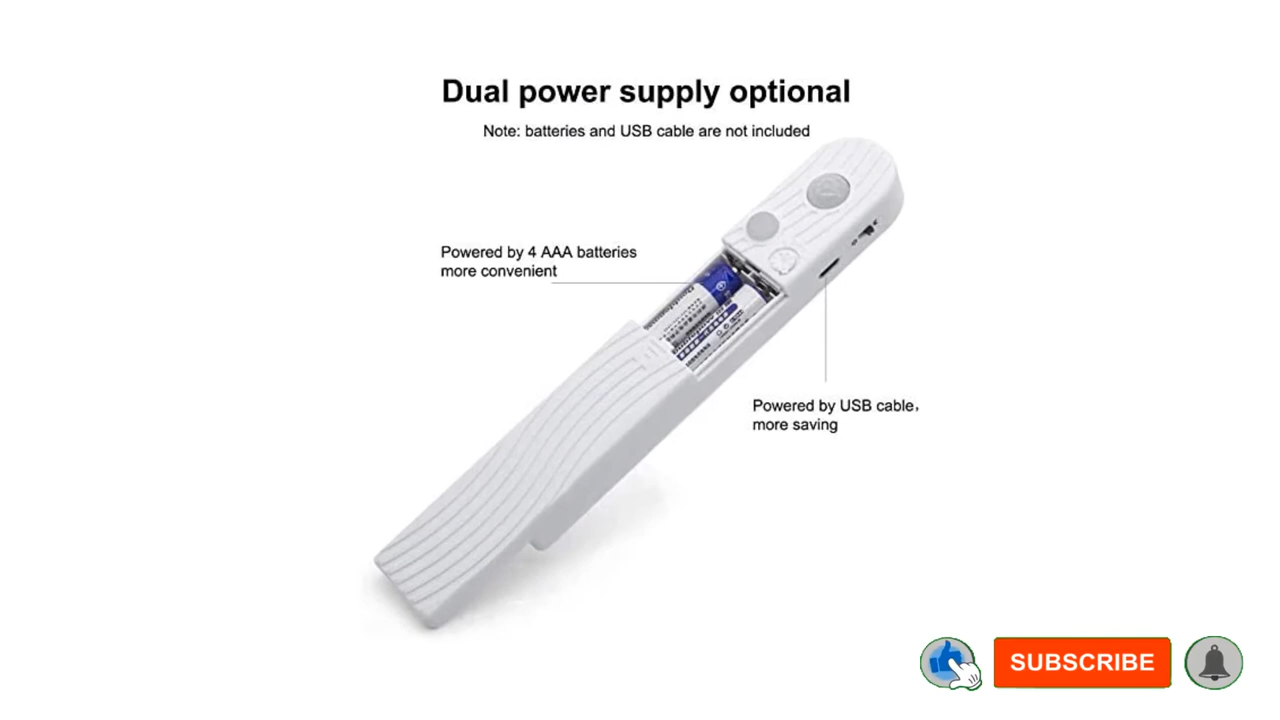 Dual power supply optional
Note: batteries and USB cable are not included
Powered by 4 AAA batteries
more convenient
Powered by USB cable,
more saving
SUBSCRIBE